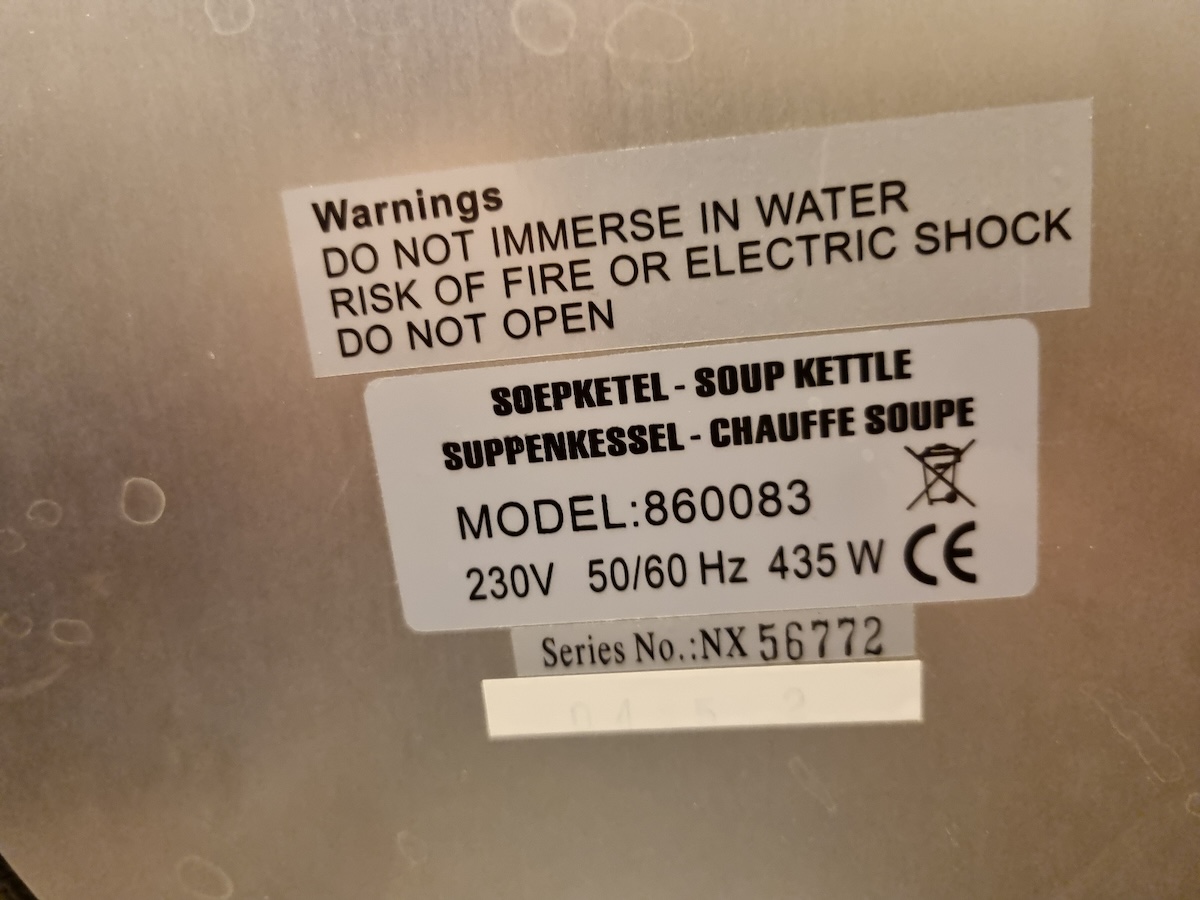 Warnings
DO NOT IMMERSE IN WATER
RISK OF FIRE OR ELECTRIC SHOCK
DO NOT OPEN
SOEPKETEL - SOUP KETTLE
SUPPENKESSEL - CHAUFFE SOUPE
MODEL:860083
230V 50/60 Hz 435 W CE
Series No.:NX 56772